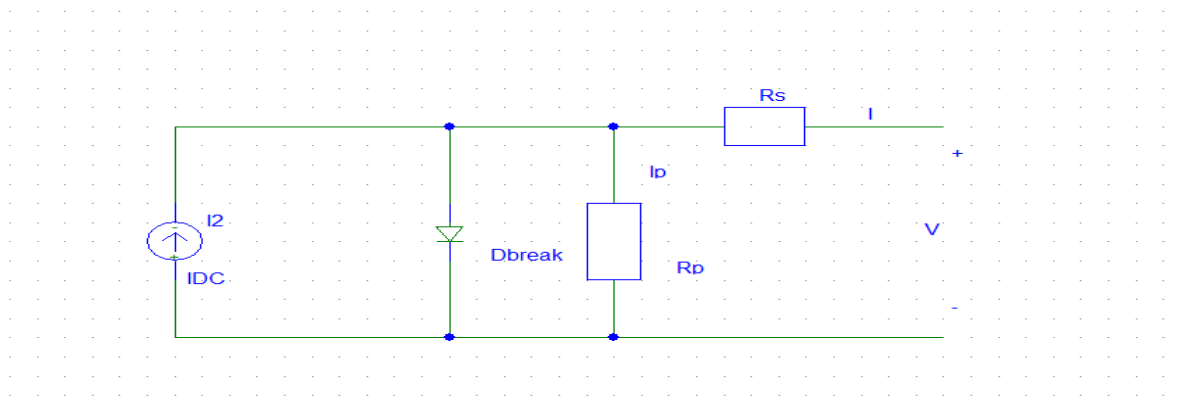 Rs
I
+
Ip
I2
-
V
Dbreak
+
Rp
IDC
-